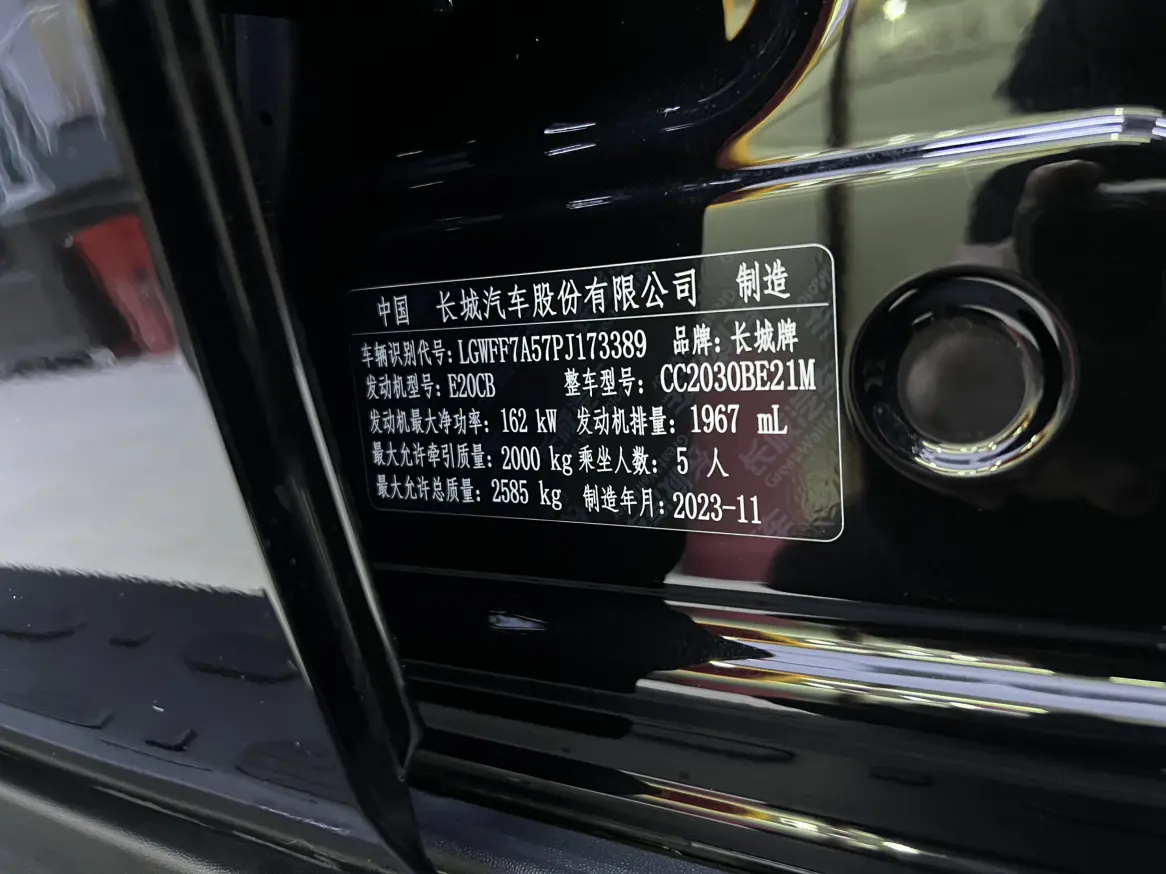 中国 长城汽车股份有限公司 制造
车辆识别代号:LGWFF7A57PJ173389 品牌:长城牌
发动机型号:E20CB 整车型号:CC2030BE21M
发动机最大净功率:162 kW 发动机排量:1967 mL
最大允许牵引质量:2000 kg 乘坐人数:5 人
最大允许总质量:2585 kg 制造年月:2023-11